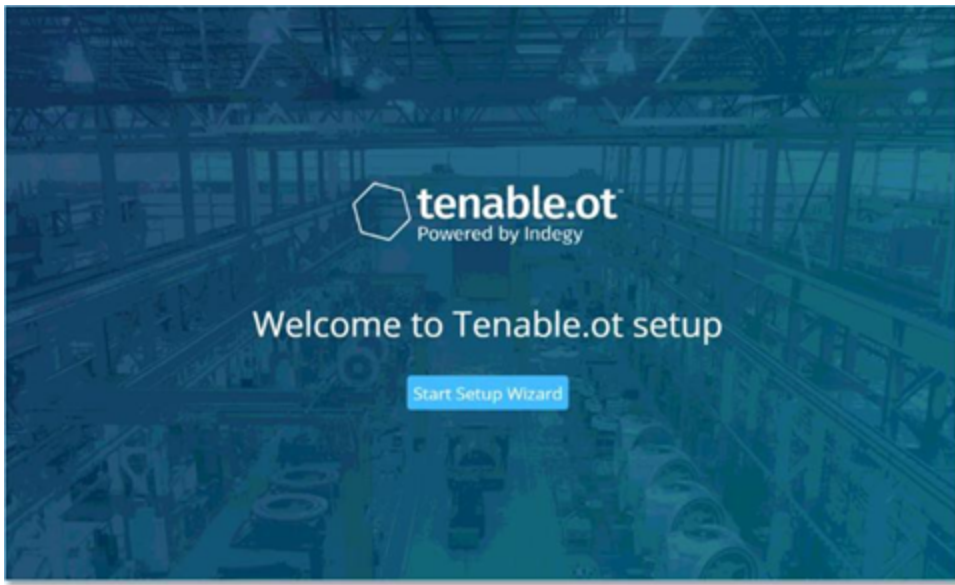 tenable.ot™
Powered by Indegy
Welcome to Tenable.ot setup
Start Setup Wizard